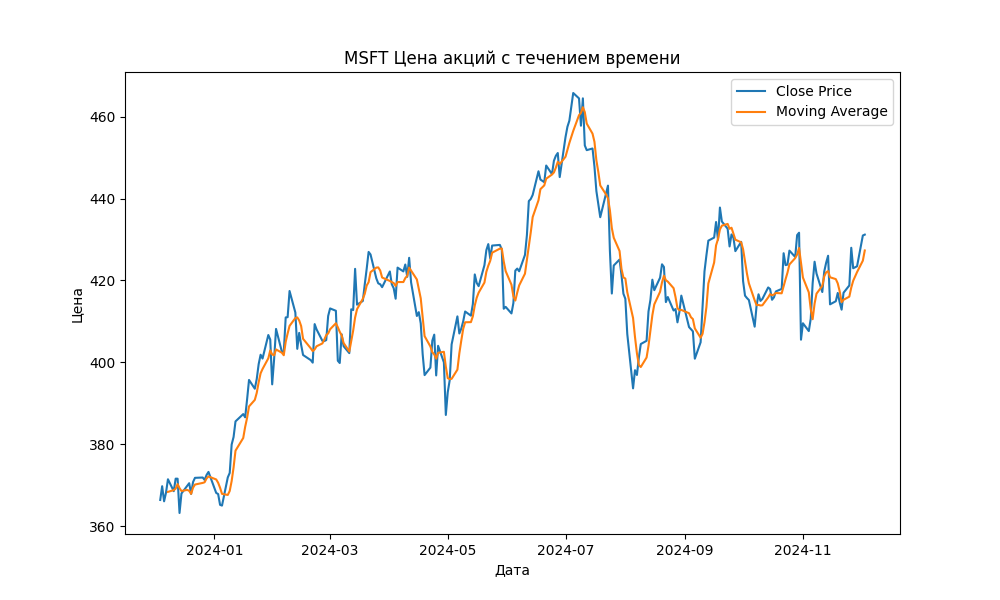 MSFT Цена акций с течением времени
Close Price
Moving Average
Цена
460
440
420
400
380
360
2024-01
2024-03
2024-05
2024-07
2024-09
2024-11
Дата